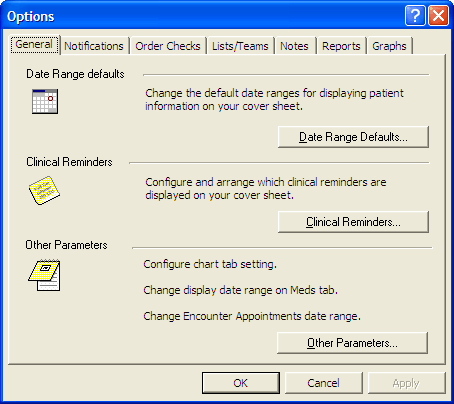 Options
General Notifications Order Checks Lists/Teams Notes Reports Graphs
Date Range defaults
Change the default date ranges for displaying patient
information on your cover sheet.
Date Range Defaults...
Clinical Reminders
Configure and arrange which clinical reminders are
displayed on your cover sheet.
Clinical Reminders...
Other Parameters
Configure chart tab setting.
Change display date range on Meds tab.
Change Encounter Appointments date range.
Other Parameters...
OK Cancel Apply